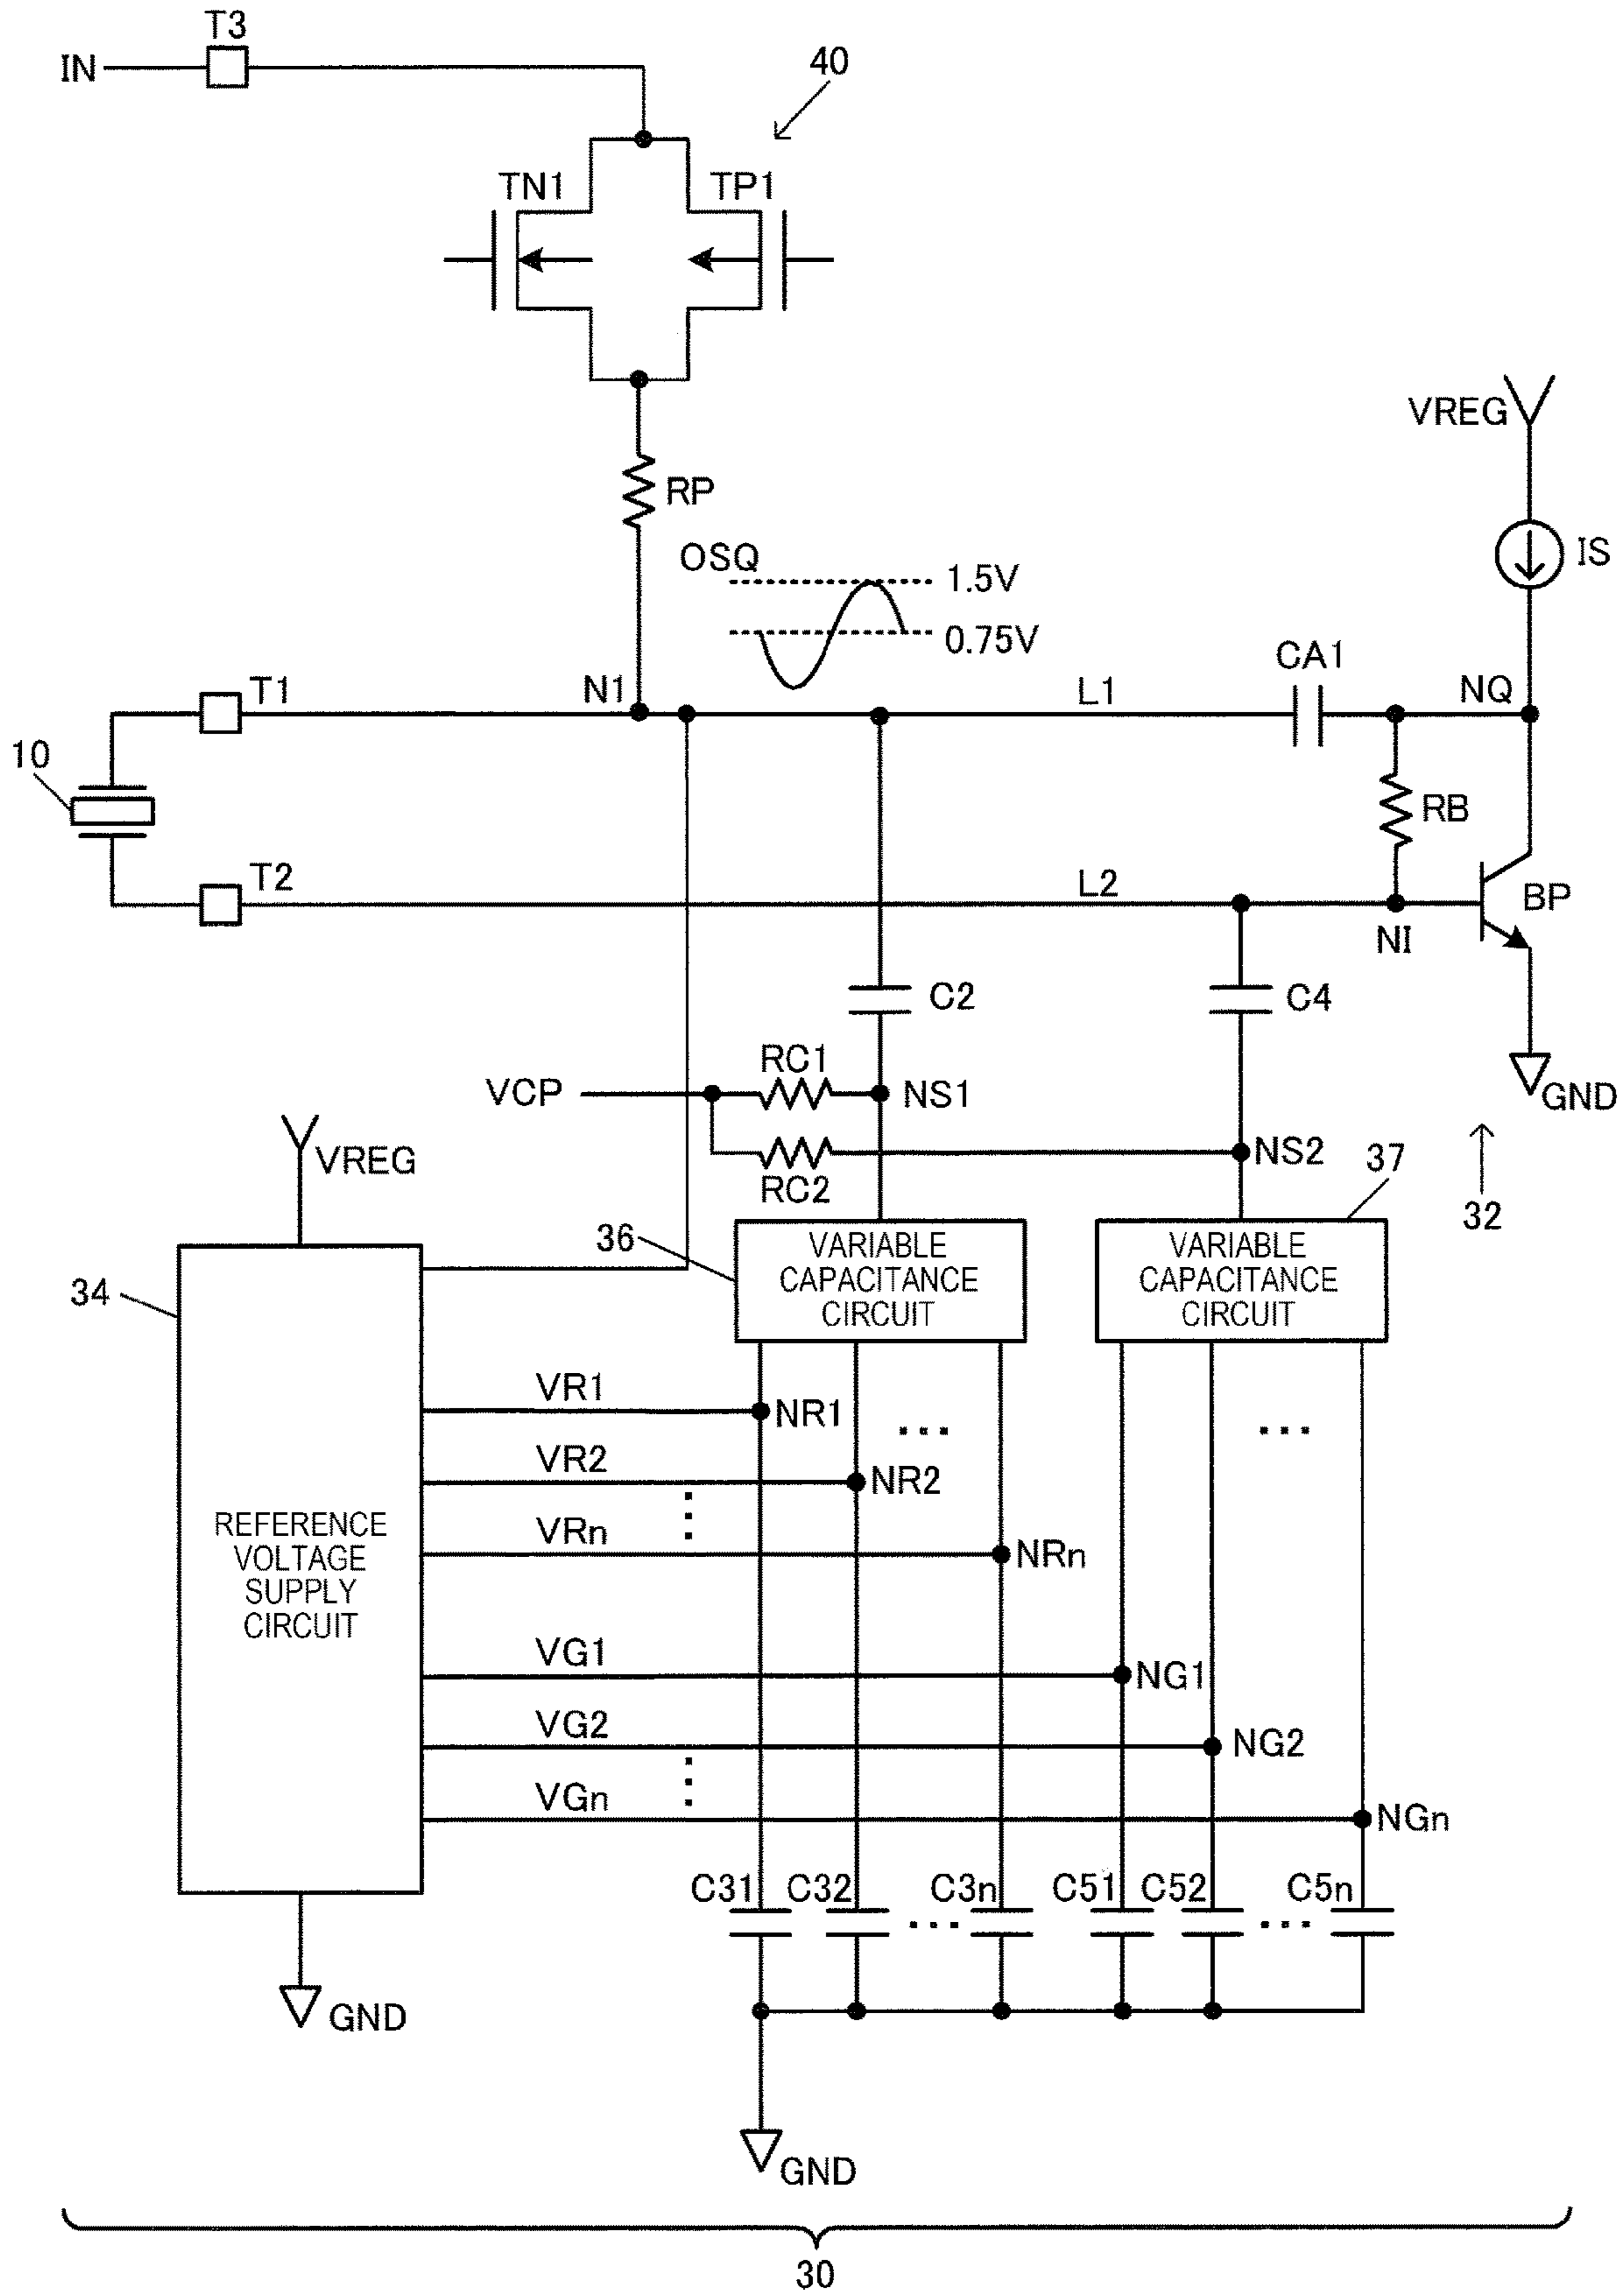 T3
IN
40
TN1
TP1
VREG
RP
OSQ
1.5V
IS
0.75V
CA1
T1
N1
L1
NQ
10
RB
T2
L2
BP
NI
C2
C4
RC1
VCP
NS1
GND
VREG
NS2
37
RC2
32
36
VARIABLE
CAPACITANCE
CIRCUIT
VARIABLE
CAPACITANCE
CIRCUIT
34
VR1
NR1
...
...
VR2
NR2
VRn
NRn
REFERENCE
VOLTAGE
SUPPLY
CIRCUIT
VG1
NG1
VG2
NG2
VGn
NGn
C31
C32
C3n
C51
C52
C5n
...
...
GND
GND
30